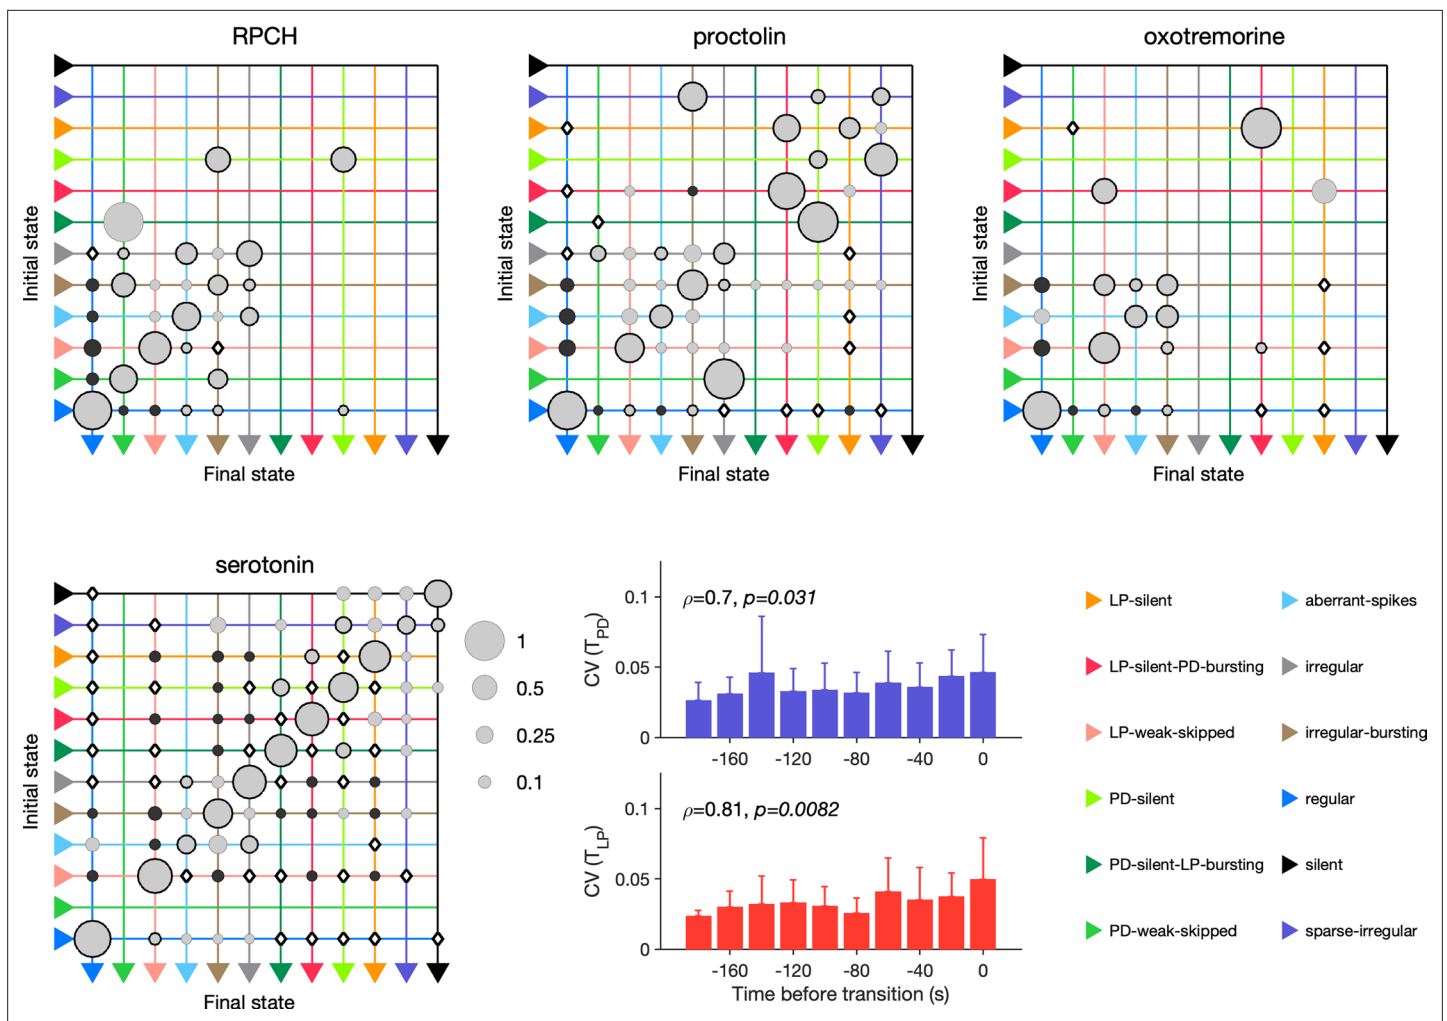 RPCH
proctolin
oxotremorine
Initial state
Initial state
Initial state
Final state
Final state
Final state
serotonin
Initial state
Final state
1
0.5
0.25
0.1
ρ=0.7, p=0.031
CV (T_PD)
0.1
0.05
0
-160 -120 -80 -40 0
ρ=0.81, p=0.0082
CV (T_LP)
0.1
0.05
0
-160 -120 -80 -40 0
Time before transition (s)
LP-silent
aberrant-spikes
LP-silent-PD-bursting
irregular
LP-weak-skipped
irregular-bursting
PD-silent
regular
PD-silent-LP-bursting
silent
PD-weak-skipped
sparse-irregular